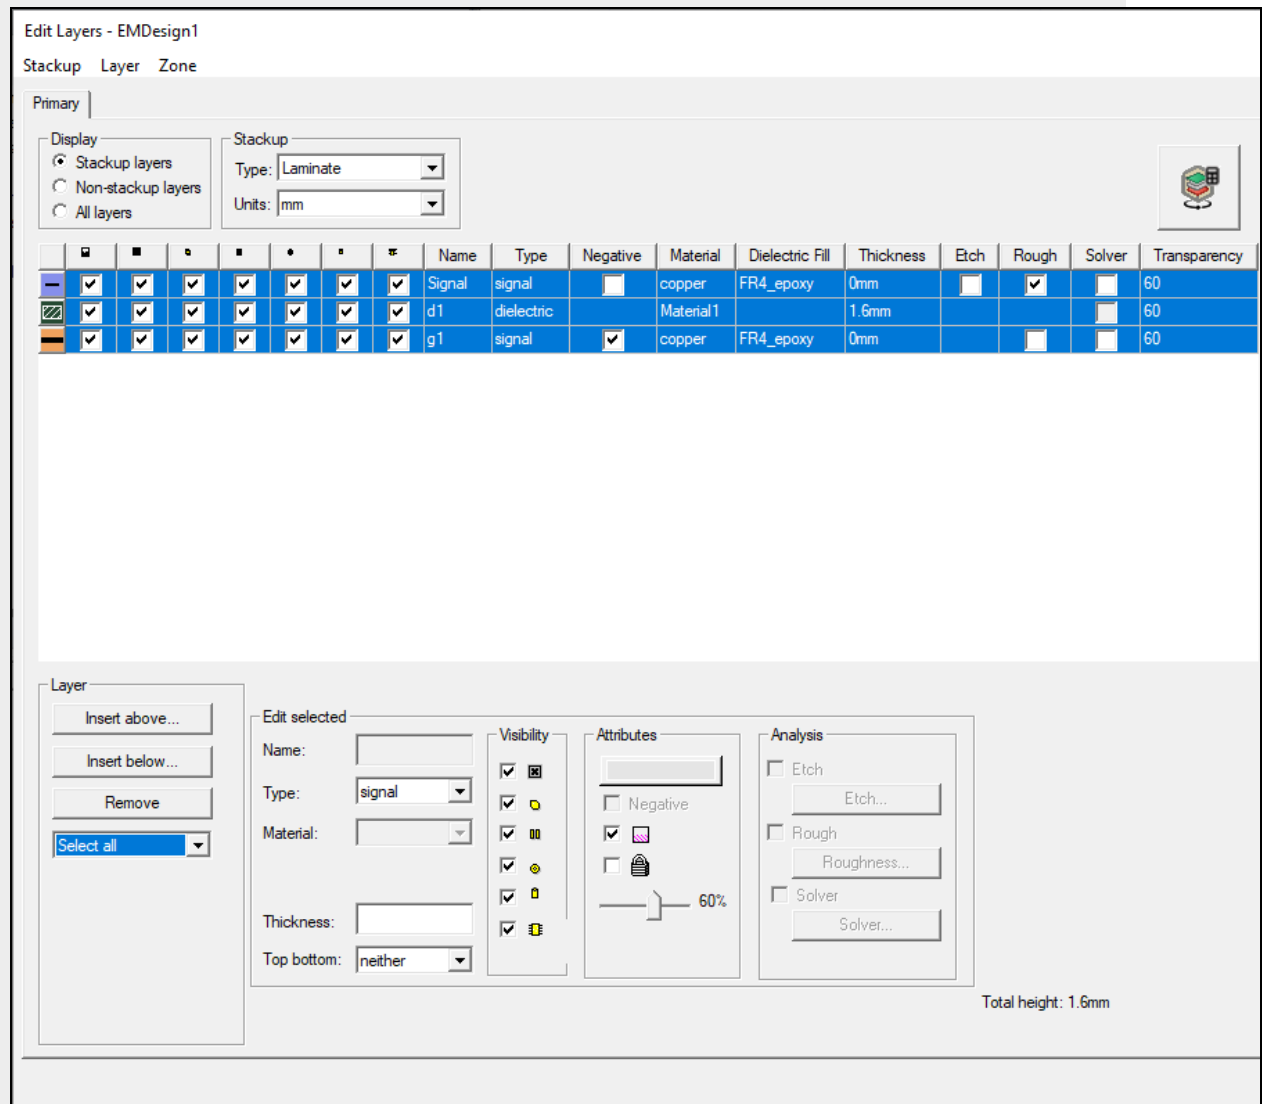 Edit Layers - EMDesign1
Stackup Layer Zone
Primary
Display
Stackup layers
Non-stackup layers
All layers
Stackup
Type: Laminate
Units: mm
Name Type Negative Material Dielectric Fill Thickness Etch Rough Solver Transparency
Signal signal copper FR4_epoxy 0mm 60
d1 dielectric Material1 1.6mm 60
g1 signal copper FR4_epoxy 0mm 60
Layer
Insert above...
Insert below...
Remove
Select all
Edit selected
Name:
Type: signal
Material:
Thickness:
Top bottom: neither
Visibility
Attributes
Negative
60%
Analysis
Etch
Etch...
Rough
Roughness...
Solver
Solver...
Total height: 1.6mm